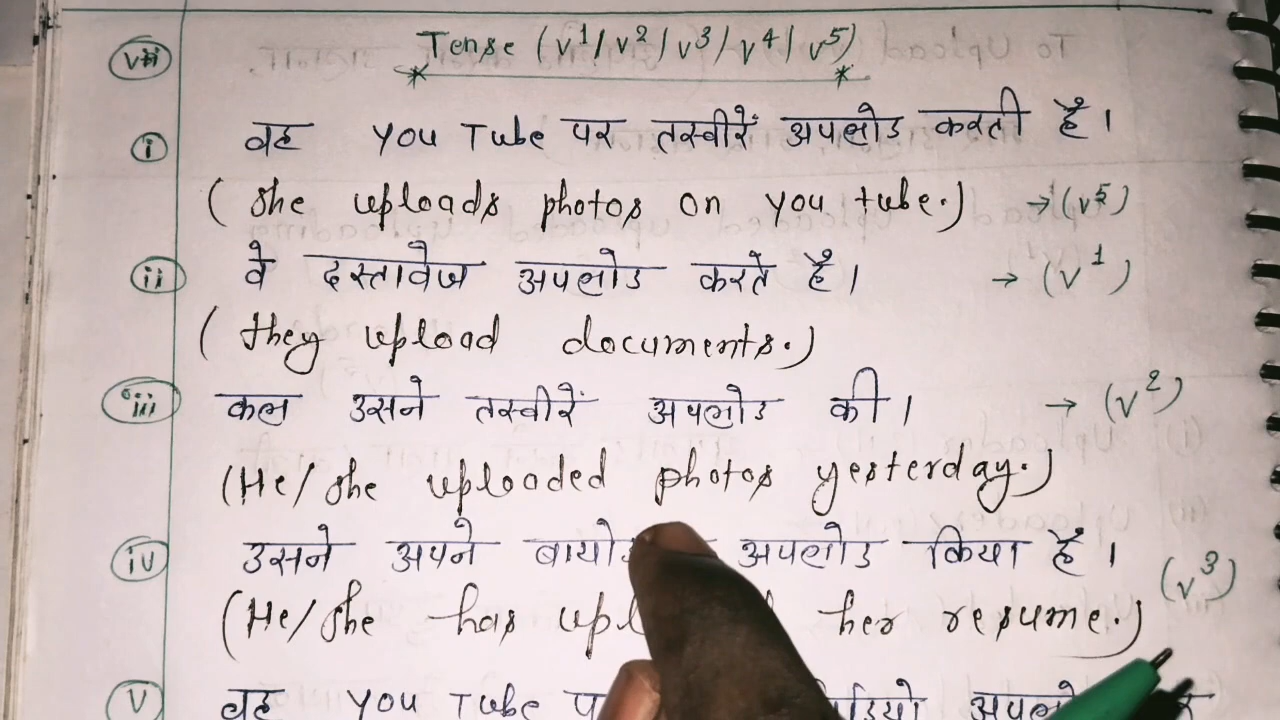 vii Tense (V1/ V2/ V3/ V4/ V5)
i वह YOU Tube पर तस्वीरें अपलोड करती है।
( She uploads photos on you tube.) →(V5)
ii वे दस्तावेज अपलोड करते है। → (V1)
( They upload documents.)
iii कल उसने तस्वीरें अपलोड की। → (V2)
(He/She uploaded photos yesterday.)
iv उसने अपने अपलोड किया है।
(He/She has her resume.) (V3)
v वह YOU Tube